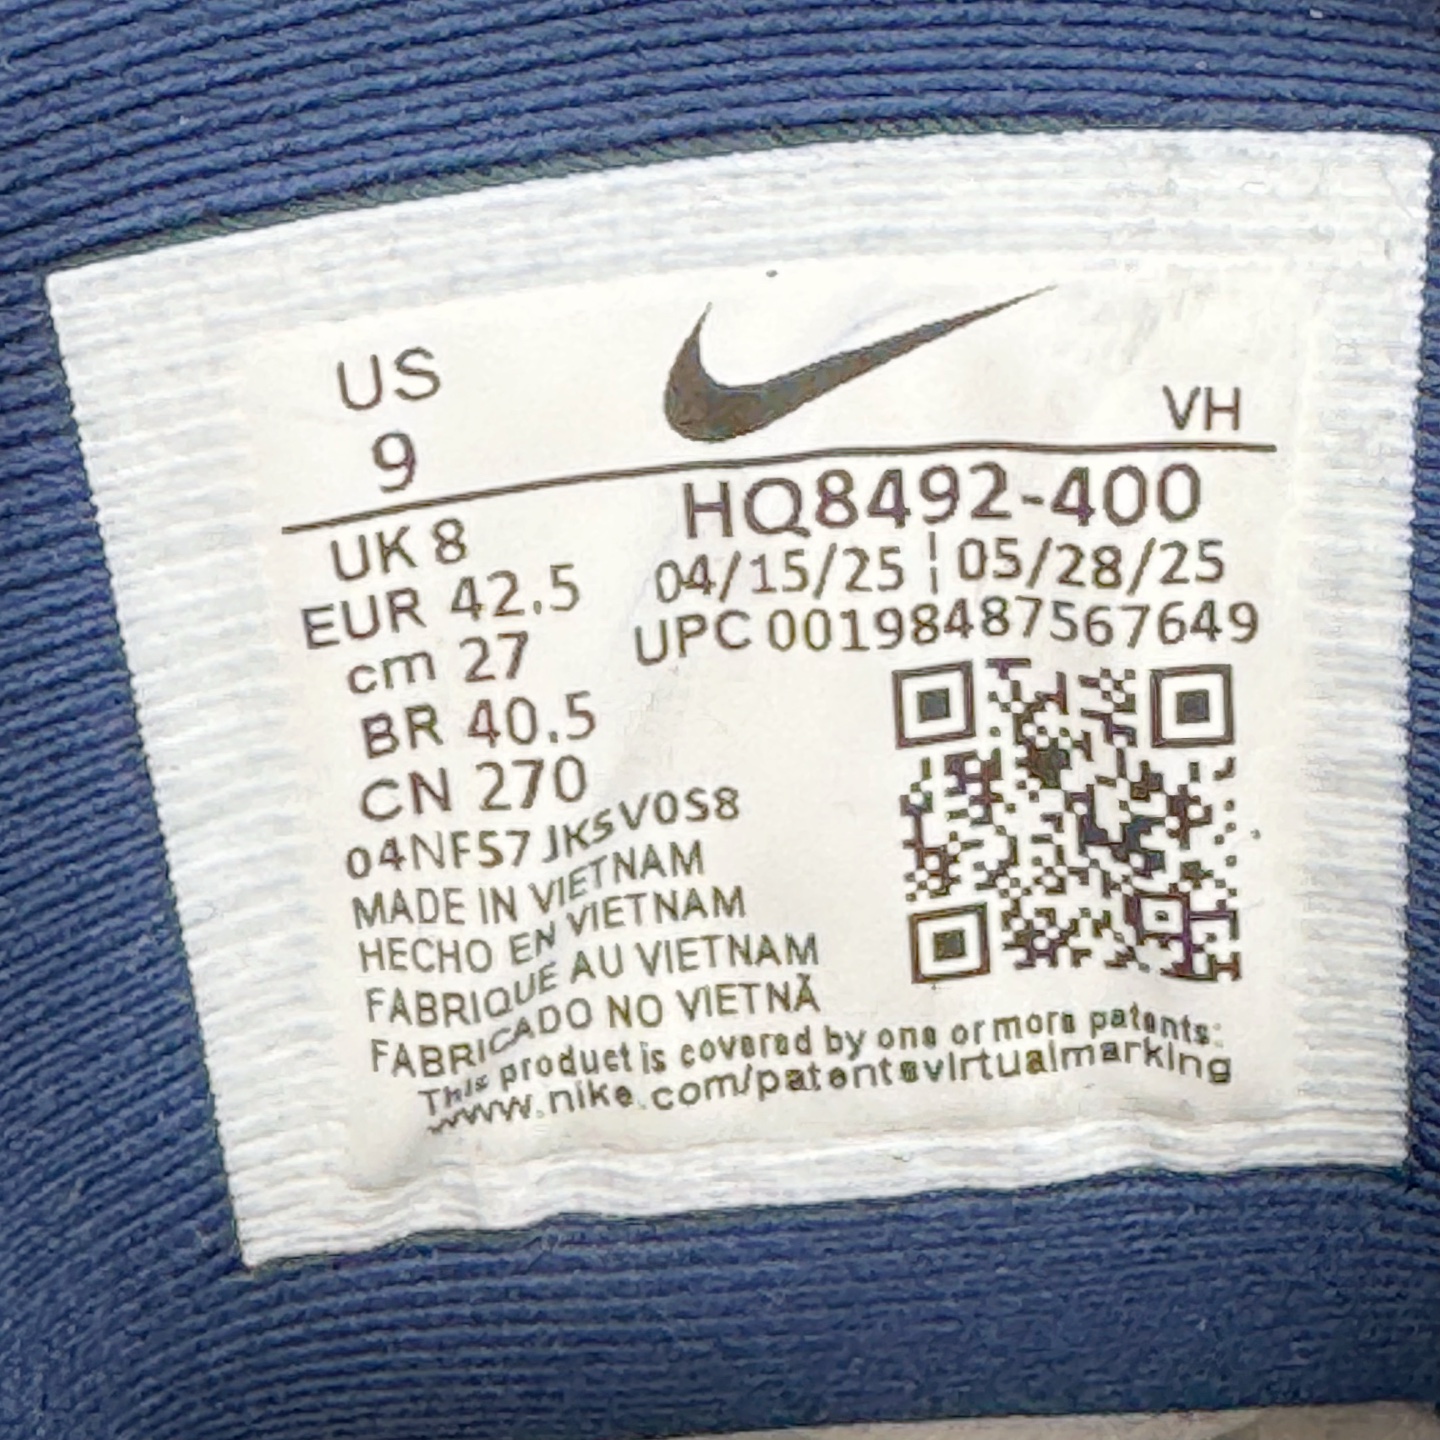 US
9
VH
UK 8
EUR 42.5
cm 27
BR 40.5
CN 270
HQ8492-400
04/15/25 ¦ 05/28/25
UPC 00198487567649
04NF57 JK5V0S8
MADE IN VIETNAM
HECHO EN VIETNAM
FABRIQUE AU VIETNAM
FABRICADO NO VIETNÃ
This product is covered by one or more patents:
www.nike.com/patentsvirtualmarking